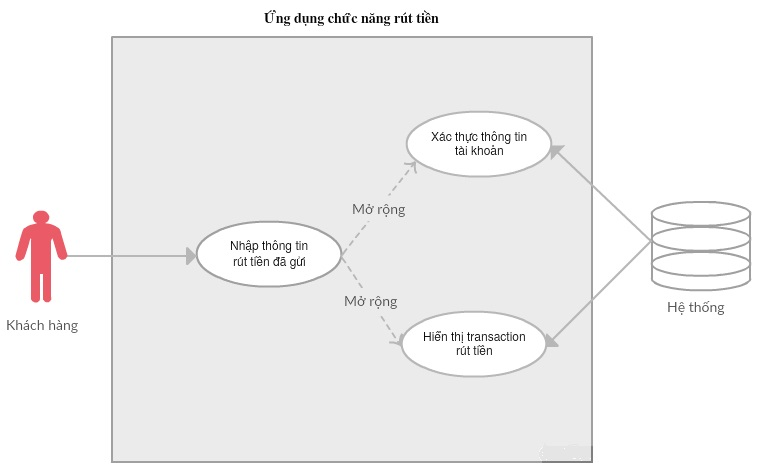 Ứng dụng chức năng rút tiền
Xác thực thông tin
tài khoản
Mở rộng
Nhập thông tin
rút tiền đã gửi
Mở rộng
Hiển thị transaction
rút tiền
Khách hàng
Hệ thống